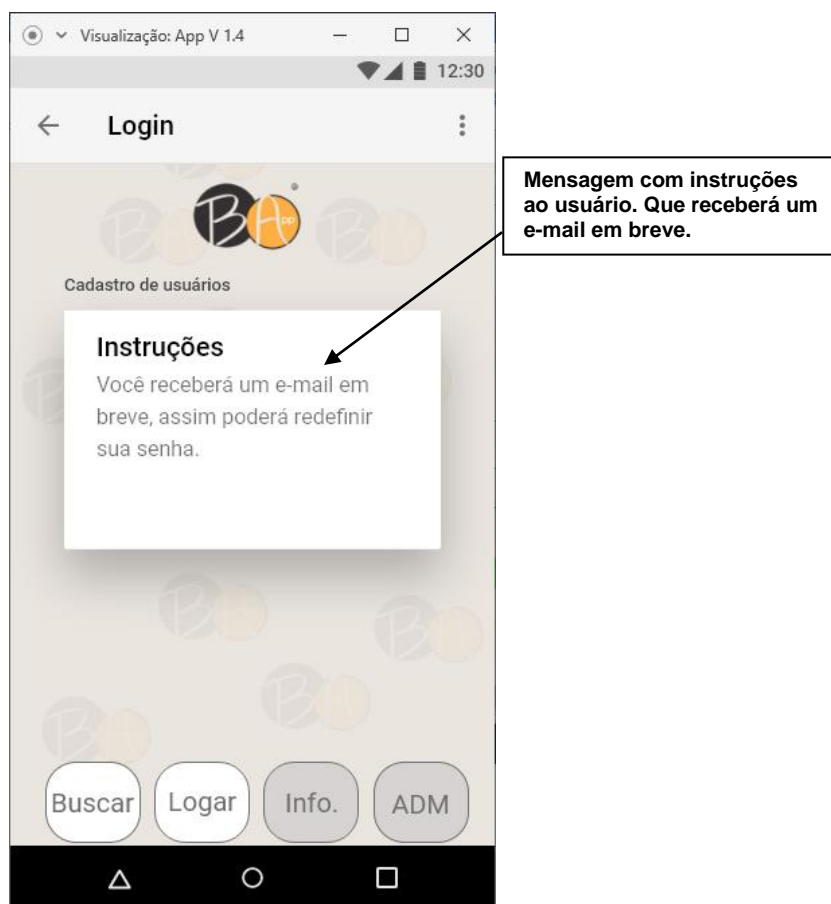 Visualização: App V 1.4
12:30
Login
BApp
Mensagem com instruções
ao usuário. Que receberá um
e-mail em breve.
Cadastro de usuários
Instruções
Você receberá um e-mail em
breve, assim poderá redefinir
sua senha.
Buscar
Logar
Info.
ADM